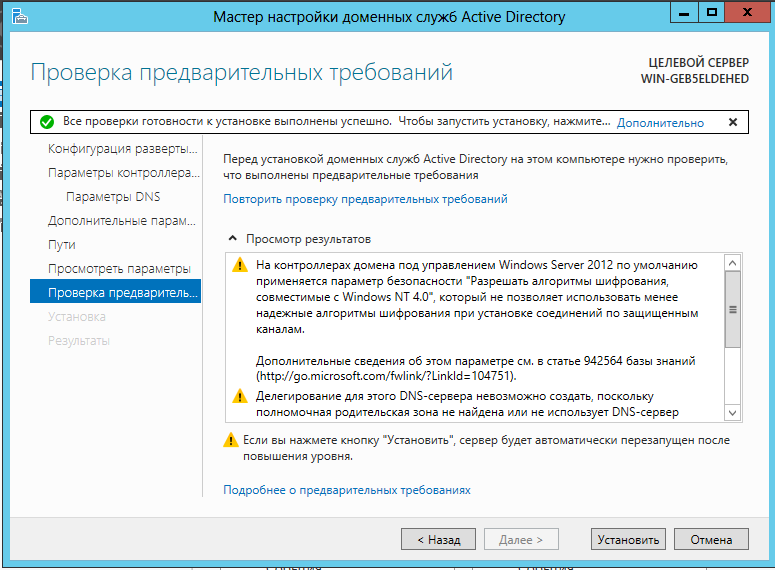 Мастер настройки доменных служб Active Directory
Проверка предварительных требований
ЦЕЛЕВОЙ СЕРВЕР
WIN-GEB5ELDEHED
Все проверки готовности к установке выполнены успешно. Чтобы запустить установку, нажмите... Дополнительно
Конфигурация разверты...
Параметры контроллера...
Параметры DNS
Дополнительные парам...
Пути
Просмотреть параметры
Проверка предваритель...
Установка
Результаты
Перед установкой доменных служб Active Directory на этом компьютере нужно проверить,
что выполнены предварительные требования
Повторить проверку предварительных требований
Просмотр результатов
На контроллерах домена под управлением Windows Server 2012 по умолчанию
применяется параметр безопасности "Разрешать алгоритмы шифрования,
совместимые с Windows NT 4.0", который не позволяет использовать менее
надежные алгоритмы шифрования при установке соединений по защищенным
каналам.
Дополнительные сведения об этом параметре см. в статье 942564 базы знаний
(http://go.microsoft.com/fwlink/?LinkId=104751).
Делегирование для этого DNS-сервера невозможно создать, поскольку
полномочная родительская зона не найдена или не использует DNS-сервер
Если вы нажмете кнопку "Установить", сервер будет автоматически перезапущен после
повышения уровня.
Подробнее о предварительных требованиях
< Назад
Далее >
Установить
Отмена